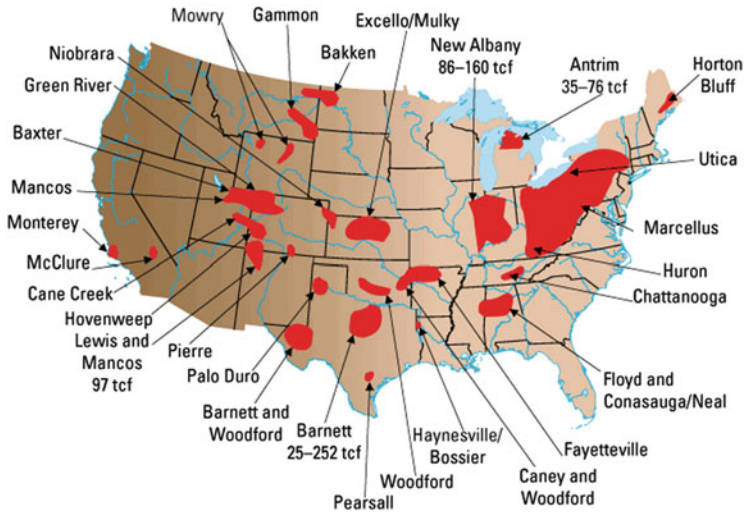 Mowry
Gammon
Excello/Mulky
Niobrara
Bakken
New Albany
86–160 tcf
Antrim
35–76 tcf
Horton
Bluff
Green River
Baxter
Utica
Mancos
Monterey
Marcellus
McClure
Huron
Cane Creek
Chattanooga
Hovenweep
Lewis and
Mancos
97 tcf
Pierre
Palo Duro
Floyd and
Conasauga/Neal
Barnett and
Woodford
Barnett
25–252 tcf
Haynesville/
Bossier
Fayetteville
Woodford
Caney and
Woodford
Pearsall